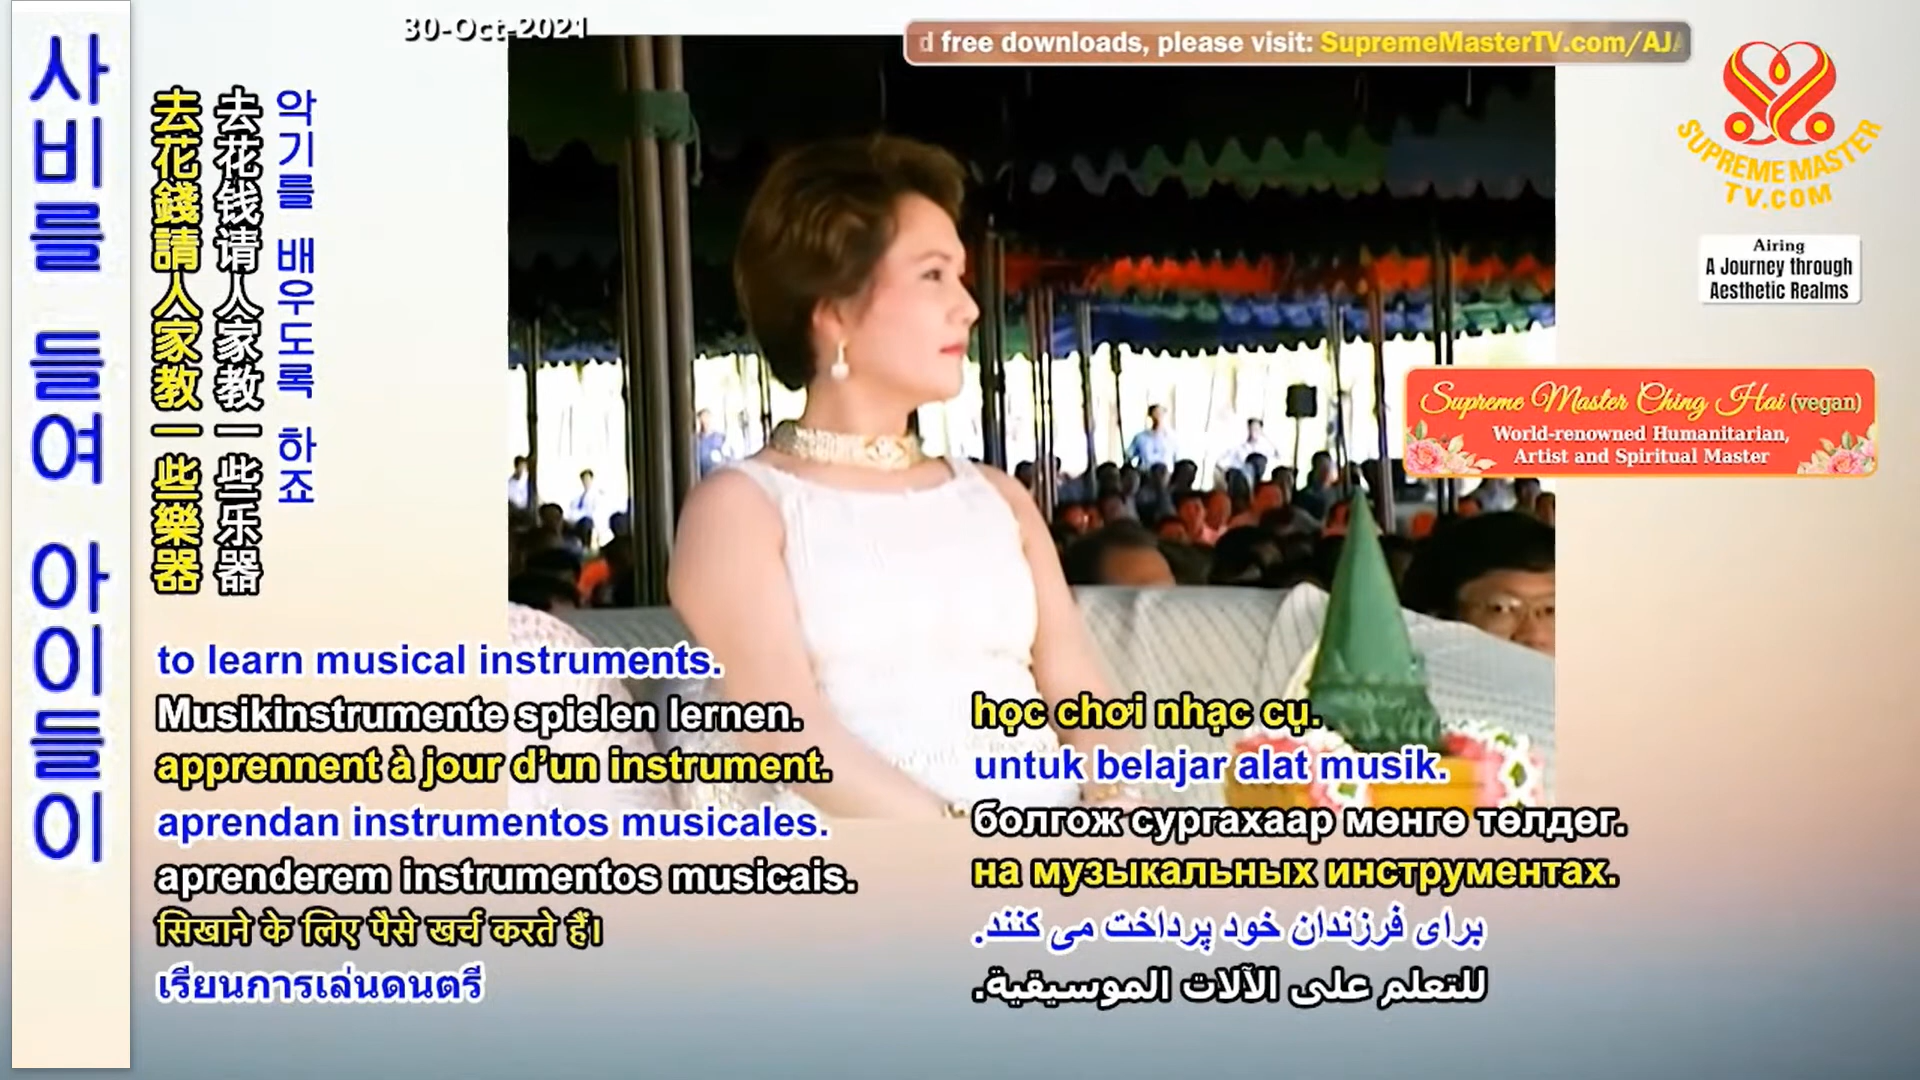 30-Oct-2021
d free downloads, please visit: SupremeMasterTV.com/AJA
SUPREME MASTER
TV.COM
Airing
A Journey through
Aesthetic Realms
Supreme Master Ching Hai (vegan)
World-renowned Humanitarian,
Artist and Spiritual Master
사비를 들여 아이들이
去花錢請人家教一些樂器
去花钱请人家教一些乐器
악기를 배우도록 하죠
to learn musical instruments.
Musikinstrumente spielen lernen.
apprennent à jour d’un instrument.
aprendan instrumentos musicales.
aprenderem instrumentos musicais.
सिखाने के लिए पैसे खर्च करते हैं।
เรียนการเล่นดนตรี
học chơi nhạc cụ.
untuk belajar alat musik.
болгож сургахаар мөнгө төлдөг.
на музыкальных инструментах.
برای فرزندان خود پرداخت می کنند.
للتعلم على الآلات الموسيقية.